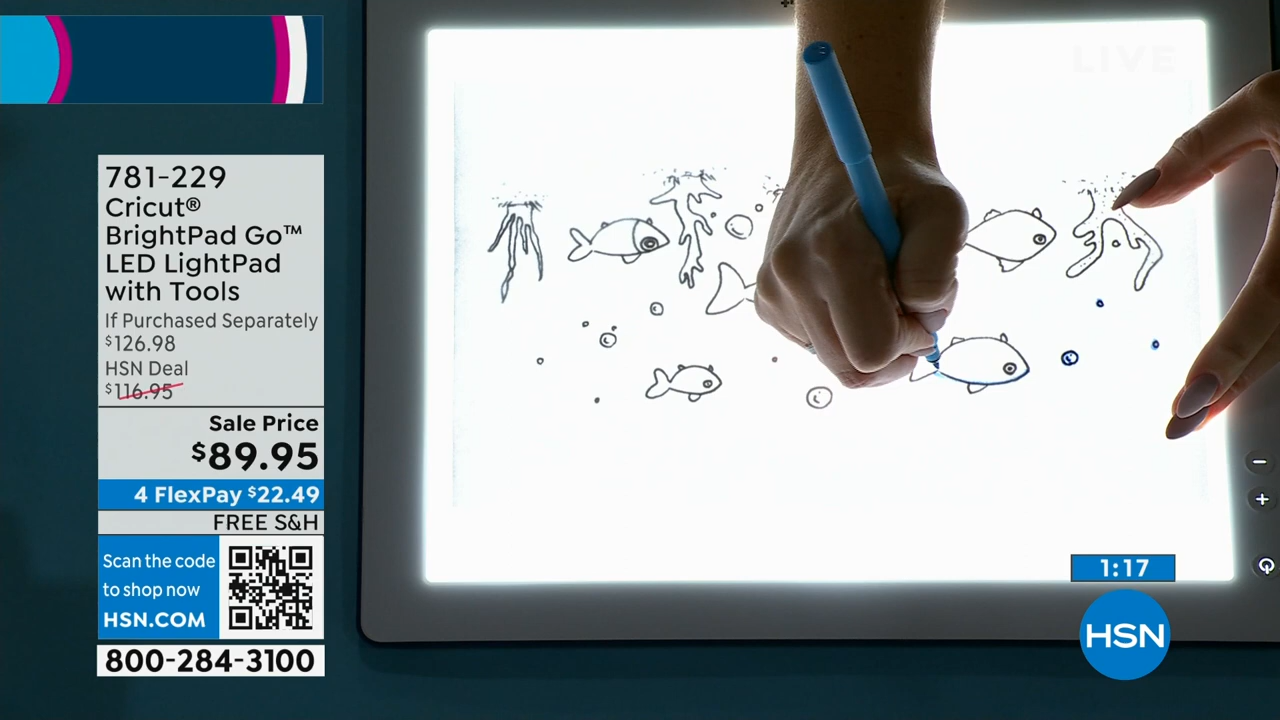 LIVE
781-229
Cricut®
BrightPad Go™
LED LightPad
with Tools
If Purchased Separately
$126.98
HSN Deal
$116.95
Sale Price
$89.95
4 FlexPay $22.49
FREE S&H
Scan the code
to shop now
HSN.COM
800-284-3100
1:17
HSN